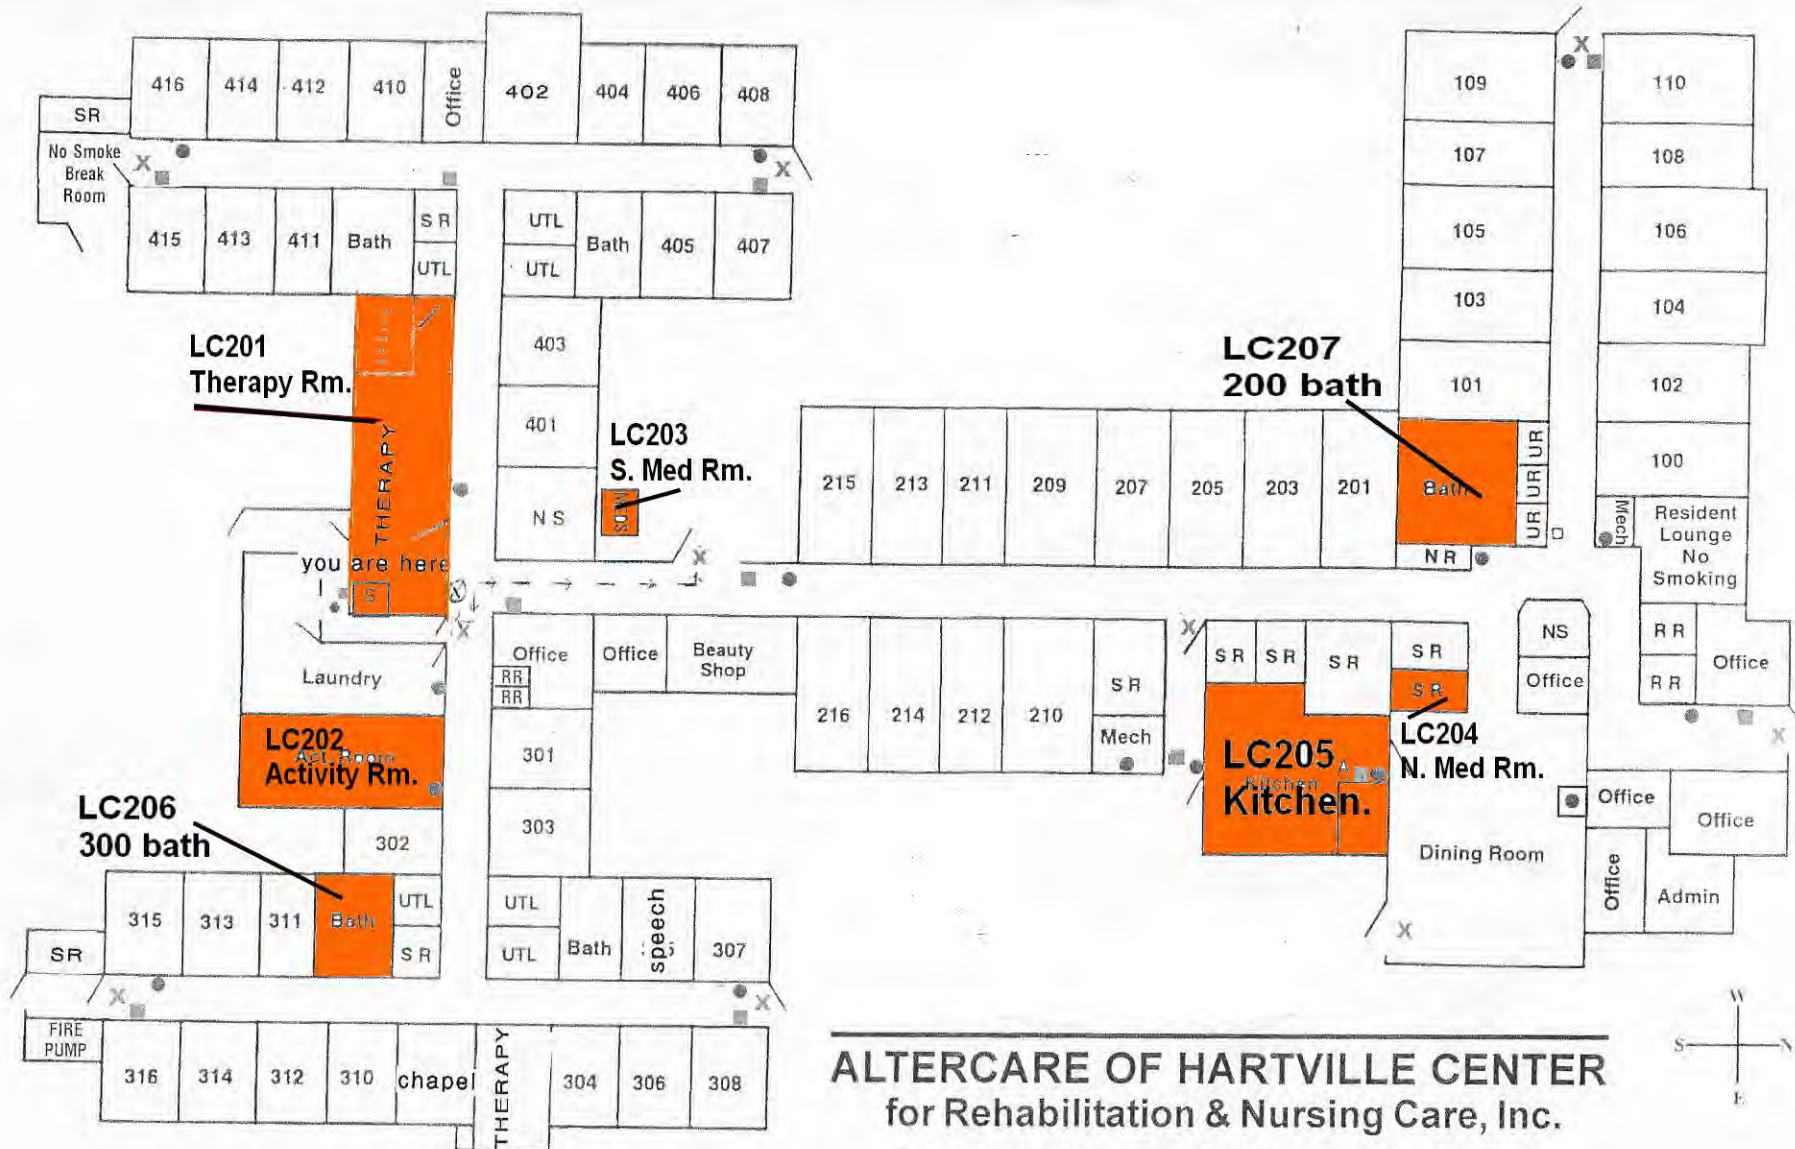 416 414 412 410 Office 402 404 406 408
SR
No Smoke
Break
Room
X
X
415 413 411 Bath
S R
UTL
UTL
UTL
Bath 405 407
LC201
Therapy Rm.
THERAPY
403
401
N S
LC203
S. Med Rm.
MEDS
X
you are here
S
X
X
Laundry
LC202
Activity Rm.
Act. Room
Office
RR
RR
Office
Beauty
Shop
301
303
302
LC206
300 bath
315 313 311 Bath
UTL
S R
UTL
UTL
Bath
speech
307
SR
X
X
FIRE
PUMP
316 314 312 310 chapel
THERAPY
304 306 308
X
109
107
105
103
101
110
108
106
104
102
100
LC207
200 bath
215 213 211 209 207 205 203 201 Bath
UR
UR
UR
N R
Mech
Resident
Lounge
No
Smoking
R R
R R
Office
X
216 214 212 210
S R
Mech
X
S R
S R
S R
S R
S R
LC204
N. Med Rm.
LC205
Kitchen
Kitchen.
A
NS
Office
Dining Room
X
Office
Office
Office
Admin
W
S
N
E
ALTERCARE OF HARTVILLE CENTER
for Rehabilitation & Nursing Care, Inc.